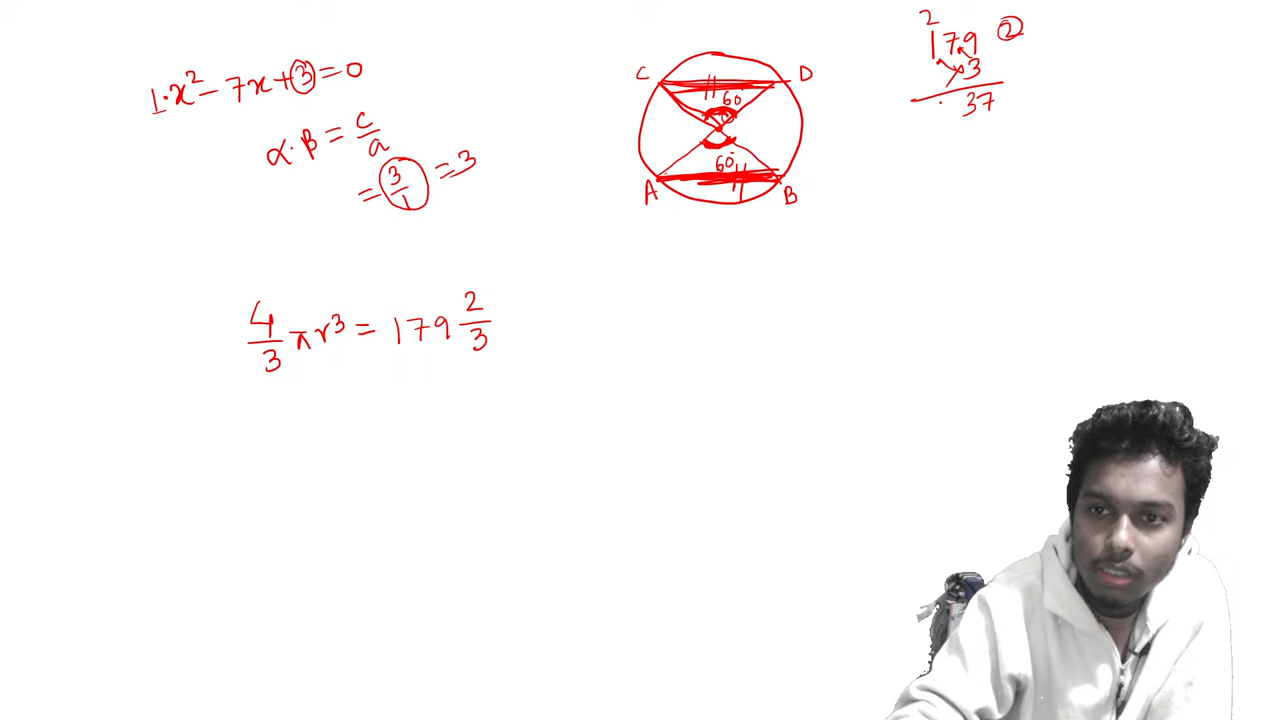 1·x² - 7x + 3 = 0
α·β = c/a
= 3/1 = 3
C D
60°
60°
A B
2
179 2
×3
37
4/3 πr³ = 179 2/3